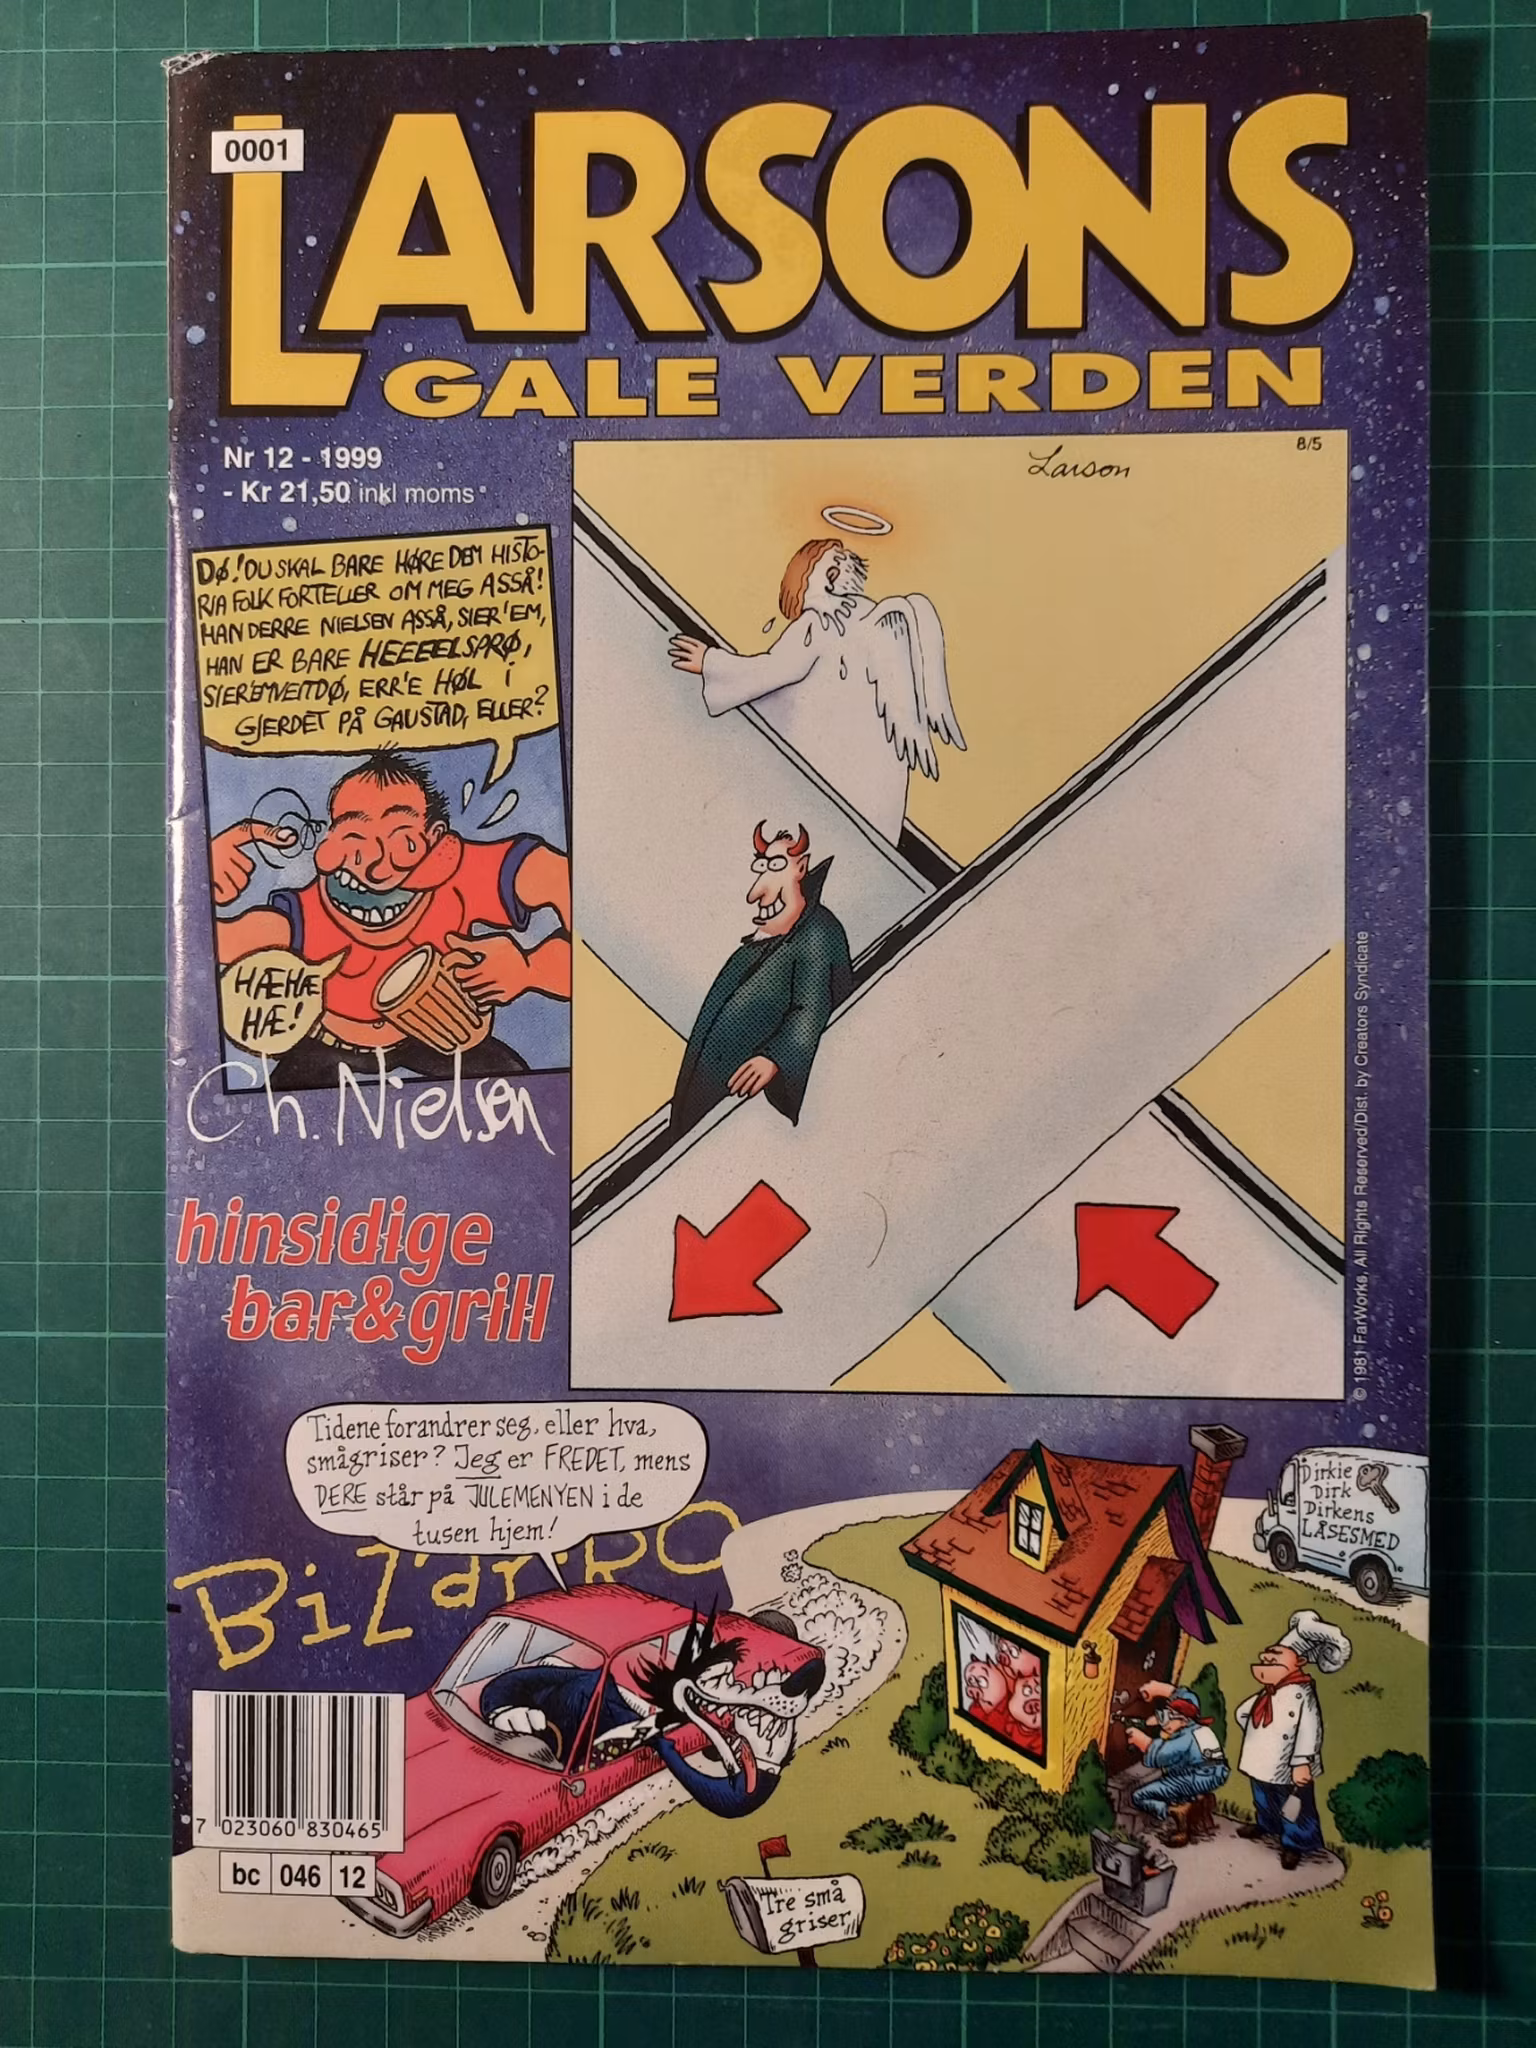 0001
LARSONS
GALE VERDEN
Nr 12 - 1999
- Kr 21,50 inkl moms
8/5
Larson
DØ! DU SKAL BARE HØRE DEM HISTO-
RIA FOLK FORTELLER OM MEG ASSÅ!
HAN DERRE NIELSEN ASSÅ, SIER'EM,
HAN ER BARE HEEEELSPRØ,
SIER'EMVEITDØ, ERR'E HØL I
GJERDET PÅ GAUSTAD, ELLER?
HÆHÆ
HÆ!
Ch. Nielsen
hinsidige
bar&grill
© 1981 FarWorks. All Rights Reserved/Dist. by Creators Syndicate
Tidene forandrer seg, eller hva,
smågriser? Jeg er FREDET, mens
DERE står på JULEMENYEN i de
tusen hjem!
BiZarrO
Dirkie
Dirk
Dirkens
LÅSESMED
Tre små
griser
7 023060 830465
bc 046 12